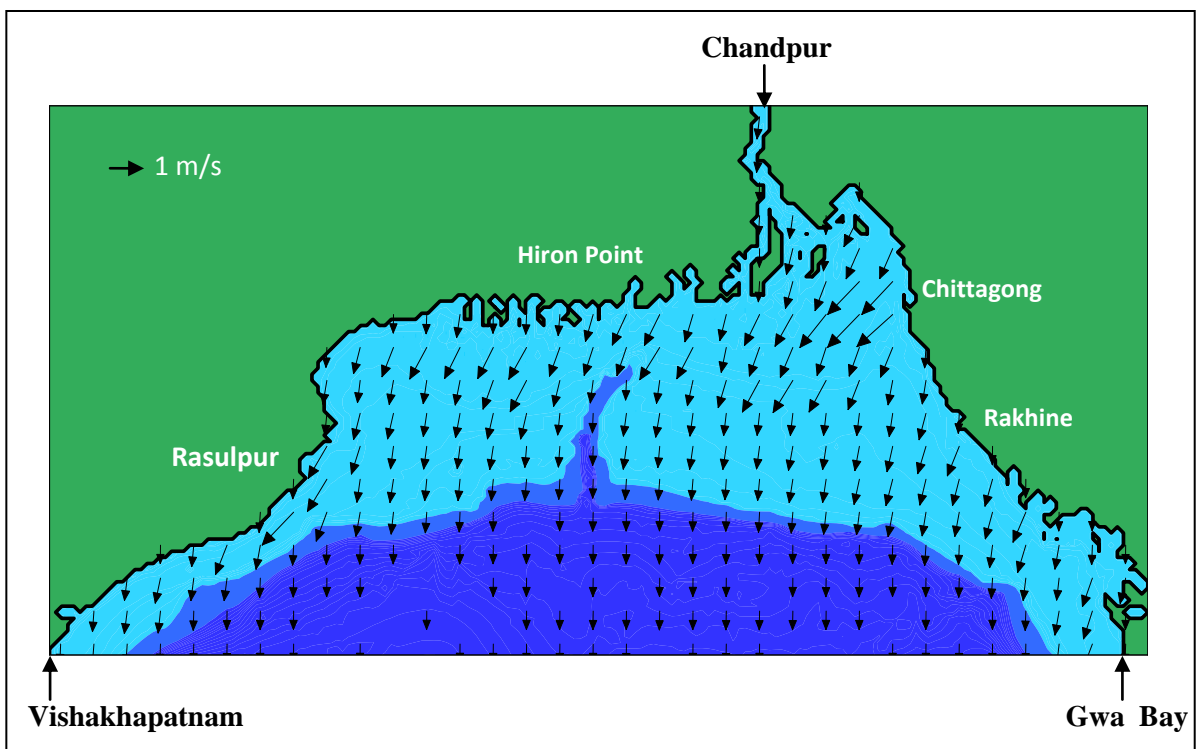 Chandpur
1 m/s
Hiron Point
Chittagong
Rakhine
Rasulpur
Vishakhapatnam
Gwa Bay